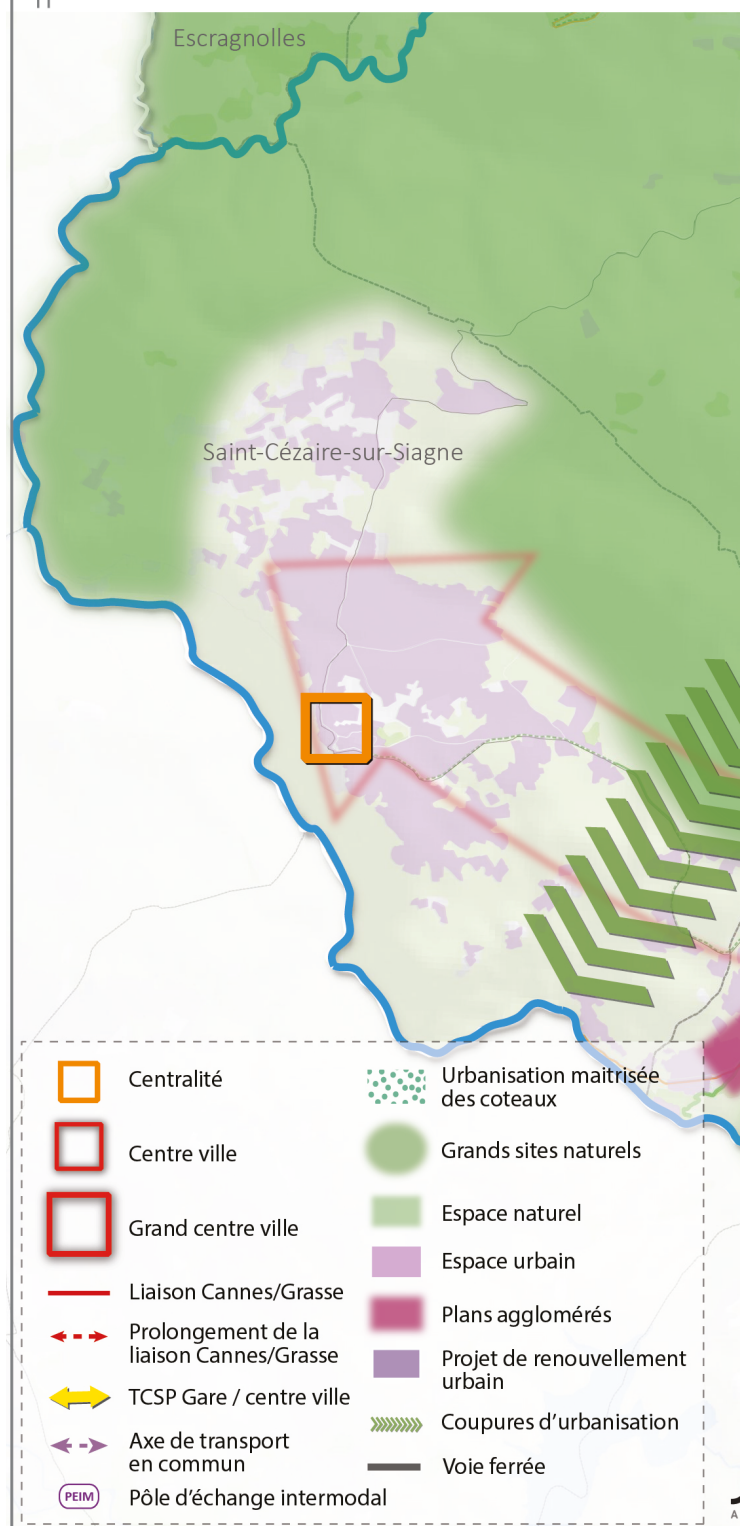 Escragnolles
Saint-Cézaire-sur-Siagne
Centralité
Centre ville
Grand centre ville
Liaison Cannes/Grasse
Prolongement de la
liaison Cannes/Grasse
TCSP Gare / centre ville
Axe de transport
en commun
PEIM
Pôle d'échange intermodal
Urbanisation maitrisée
des coteaux
Grands sites naturels
Espace naturel
Espace urbain
Plans agglomérés
Projet de renouvellement
urbain
Coupures d'urbanisation
Voie ferrée